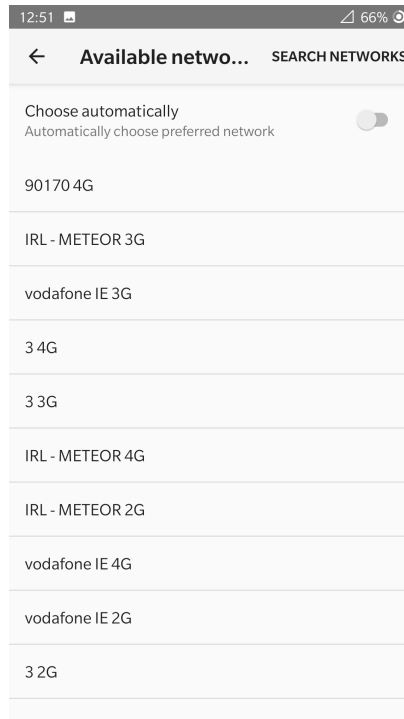 12:51 66%
Available netwo... SEARCH NETWORKS
Choose automatically
Automatically choose preferred network
90170 4G
IRL - METEOR 3G
vodafone IE 3G
3 4G
3 3G
IRL - METEOR 4G
IRL - METEOR 2G
vodafone IE 4G
vodafone IE 2G
3 2G